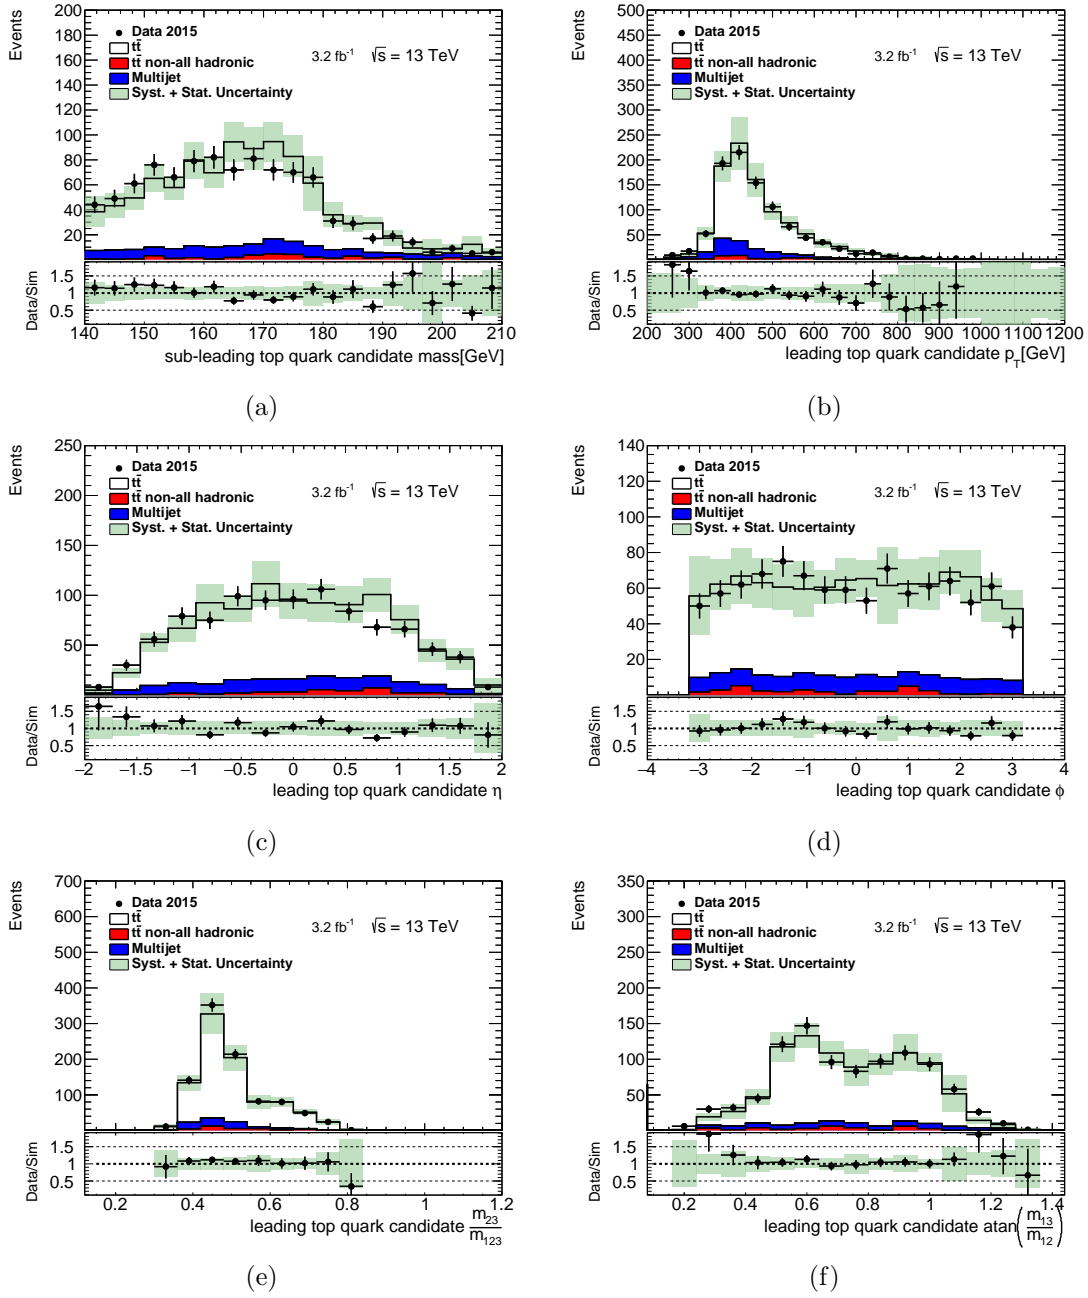 Events
200
180
160
140
120
100
80
60
40
20
Data 2015
tt̄
tt̄ non-all hadronic
Multijet
Syst. + Stat. Uncertainty
3.2 fb⁻¹ √s = 13 TeV
Data/Sim
1.5
1
0.5
140 150 160 170 180 190 200 210
sub-leading top quark candidate mass[GeV]
(a)
Events
500
450
400
350
300
250
200
150
100
50
Data 2015
tt̄
tt̄ non-all hadronic
Multijet
Syst. + Stat. Uncertainty
3.2 fb⁻¹ √s = 13 TeV
Data/Sim
1.5
1
0.5
200 300 400 500 600 700 800 900 1000 1100 1200
leading top quark candidate p_T[GeV]
(b)
Events
250
200
150
100
50
Data 2015
tt̄
tt̄ non-all hadronic
Multijet
Syst. + Stat. Uncertainty
3.2 fb⁻¹ √s = 13 TeV
Data/Sim
1.5
1
0.5
−2 −1.5 −1 −0.5 0 0.5 1 1.5 2
leading top quark candidate η
(c)
Events
140
120
100
80
60
40
20
Data 2015
tt̄
tt̄ non-all hadronic
Multijet
Syst. + Stat. Uncertainty
3.2 fb⁻¹ √s = 13 TeV
Data/Sim
1.5
1
0.5
−4 −3 −2 −1 0 1 2 3 4
leading top quark candidate ϕ
(d)
Events
700
600
500
400
300
200
100
Data 2015
tt̄
tt̄ non-all hadronic
Multijet
Syst. + Stat. Uncertainty
3.2 fb⁻¹ √s = 13 TeV
Data/Sim
1.5
1
0.5
0.2 0.4 0.6 0.8 1 1.2
leading top quark candidate m₂₃/m₁₂₃
(e)
Events
350
300
250
200
150
100
50
Data 2015
tt̄
tt̄ non-all hadronic
Multijet
Syst. + Stat. Uncertainty
3.2 fb⁻¹ √s = 13 TeV
Data/Sim
1.5
1
0.5
0.2 0.4 0.6 0.8 1 1.2 1.4
leading top quark candidate atan(m₁₃/m₁₂)
(f)